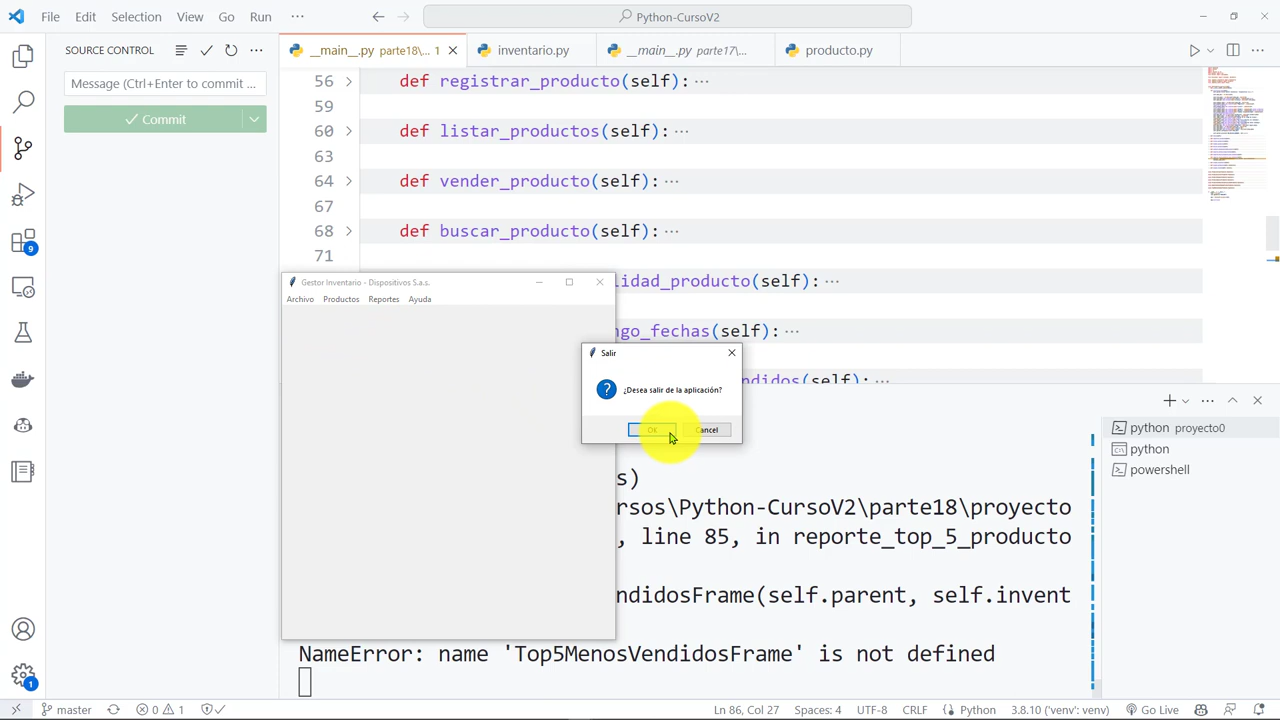 File Edit Selection View Go Run ···
Python-CursoV2
SOURCE CONTROL
Message (Ctrl+Enter to commit ...
Commit
9
1
__main__.py parte18\... 1
inventario.py
__main__.py parte17\...
producto.py
56 def registrar_producto(self): ···
59
60 def listar_productos(self): ···
63
64
67
68 def buscar_producto(self): ···
71
lidad_producto(self): ···
ngo_fechas(self): ···
ndidos(self): ···
Gestor Inventario - Dispositivos S.a.s.
Archivo Productos Reportes Ayuda
Salir
¿Desea salir de la aplicación?
OK Cancel
s)
rsos\Python-CursoV2\parte18\proyecto
, line 85, in reporte_top_5_producto
ndidosFrame(self.parent, self.invent
NameError: name 'Top5MenosVendidosFrame' is not defined
python proyecto0
python
powershell
master 0 1 Ln 86, Col 27 Spaces: 4 UTF-8 CRLF Python 3.8.10 ('venv': venv) Go Live